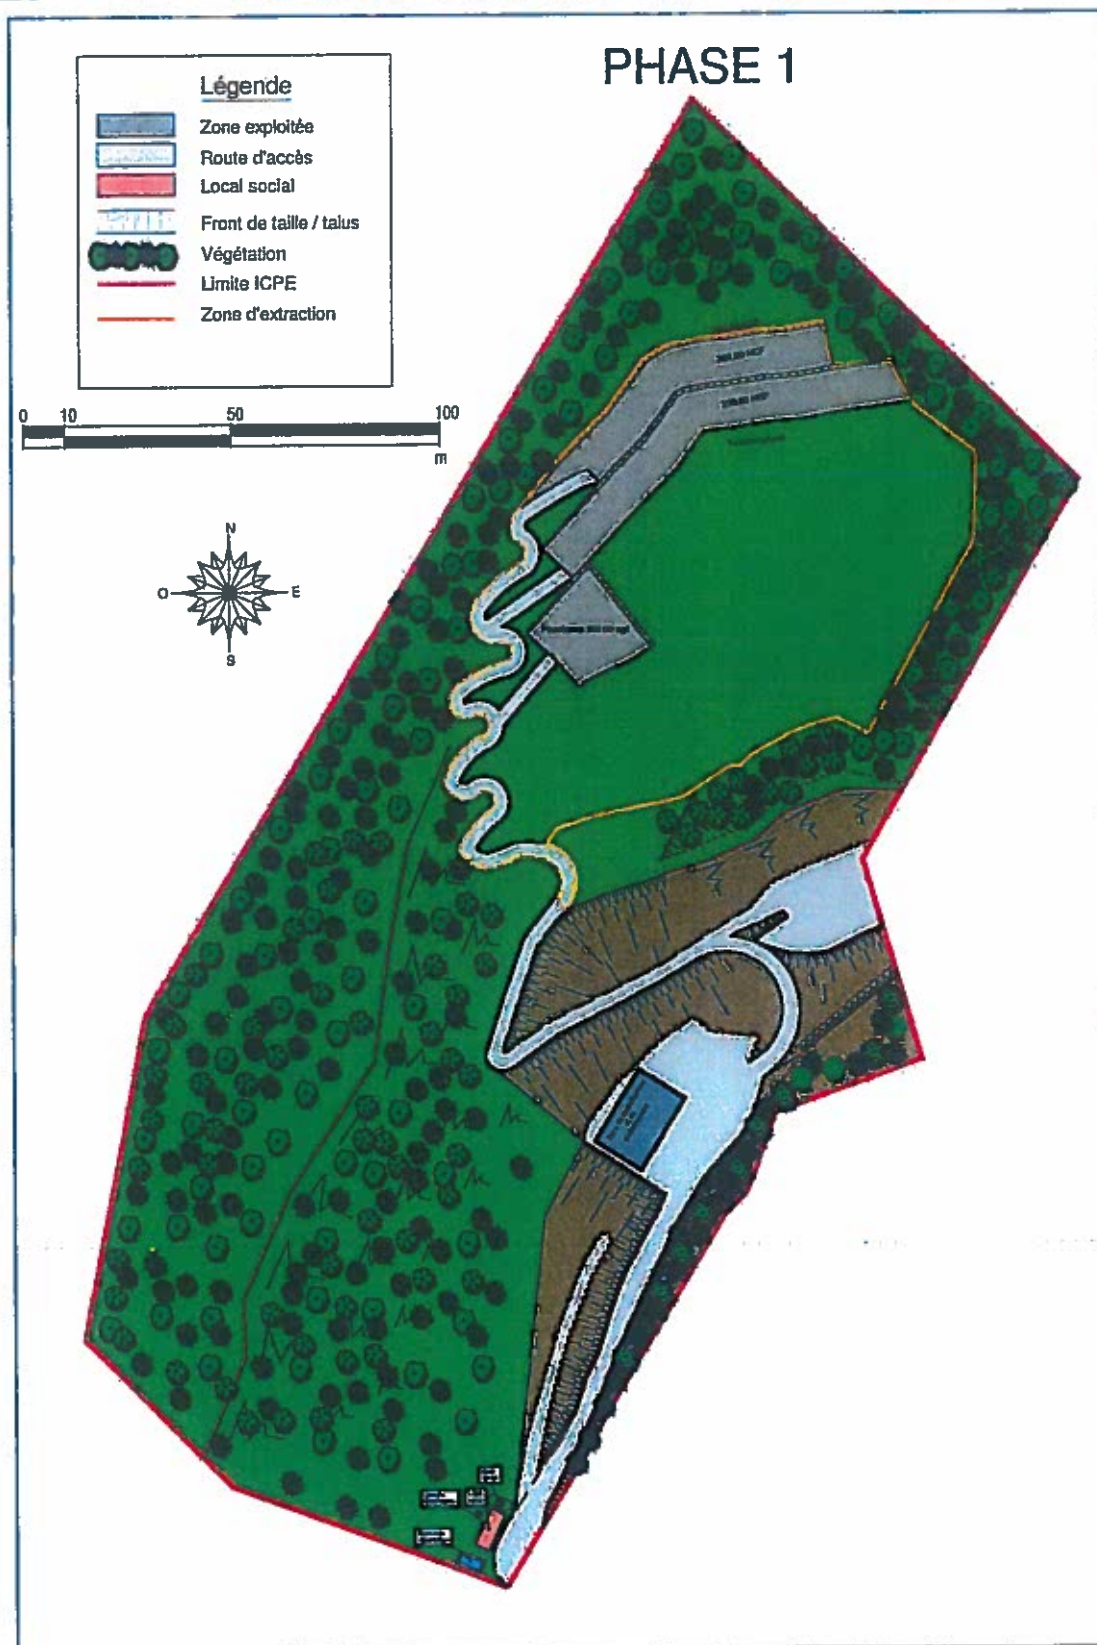 PHASE 1
Légende
Zone exploitée
Route d'accès
Local social
Front de taille / talus
Végétation
Limite ICPE
Zone d'extraction
0 10 50 100
m
N
O E
S